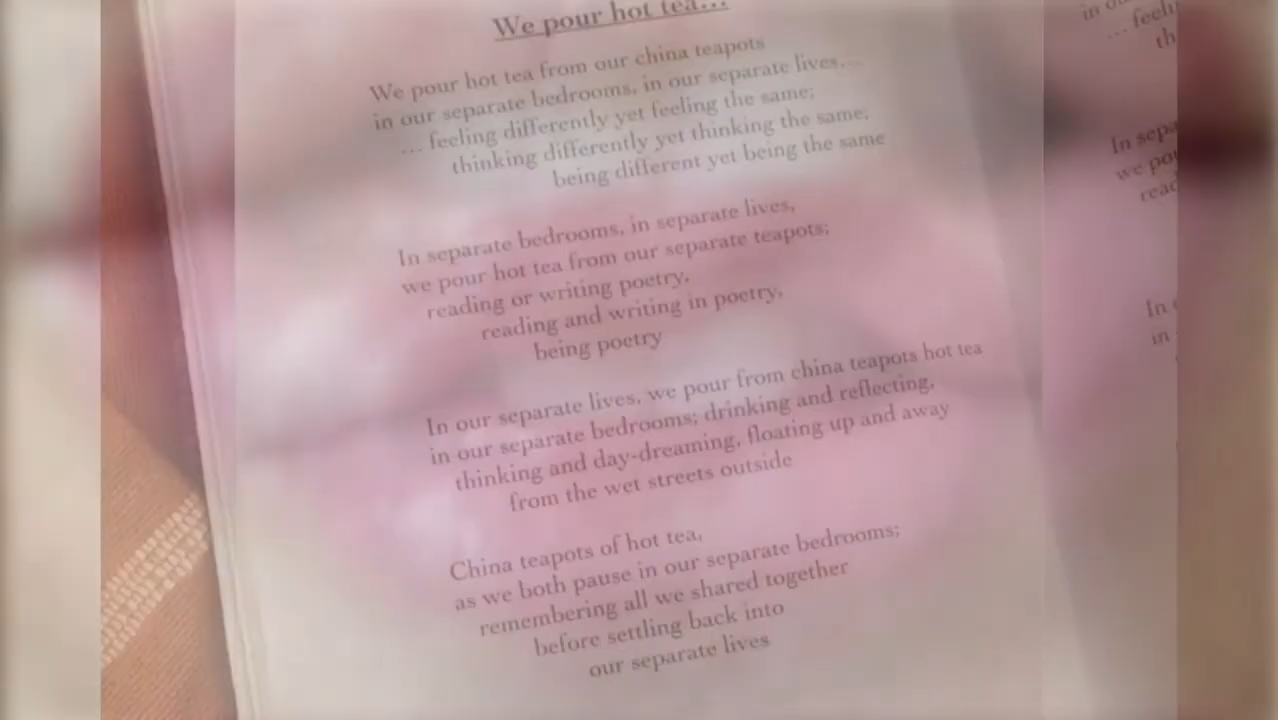 We pour hot tea...
We pour hot tea from our china teapots
in our separate bedrooms, in our separate lives...
... feeling differently yet feeling the same;
thinking differently yet thinking the same;
being different yet being the same
In separate bedrooms, in separate lives,
we pour hot tea from our separate teapots;
reading or writing poetry,
reading and writing in poetry,
being poetry
In our separate lives, we pour from china teapots hot tea
in our separate bedrooms; drinking and reflecting,
thinking and day-dreaming, floating up and away
from the wet streets outside
China teapots of hot tea,
as we both pause in our separate bedrooms;
remembering all we shared together
before settling back into
our separate lives
in
...
In
we
In
in